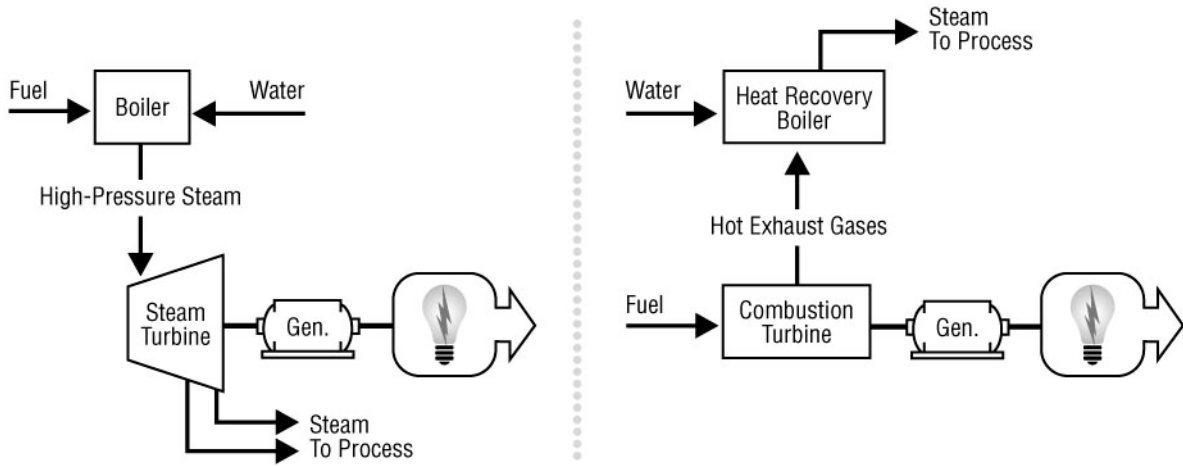 Fuel
Boiler
Water
High-Pressure Steam
Steam
Turbine
Gen.
Steam
To Process
Steam
To Process
Water
Heat Recovery
Boiler
Hot Exhaust Gases
Fuel
Combustion
Turbine
Gen.